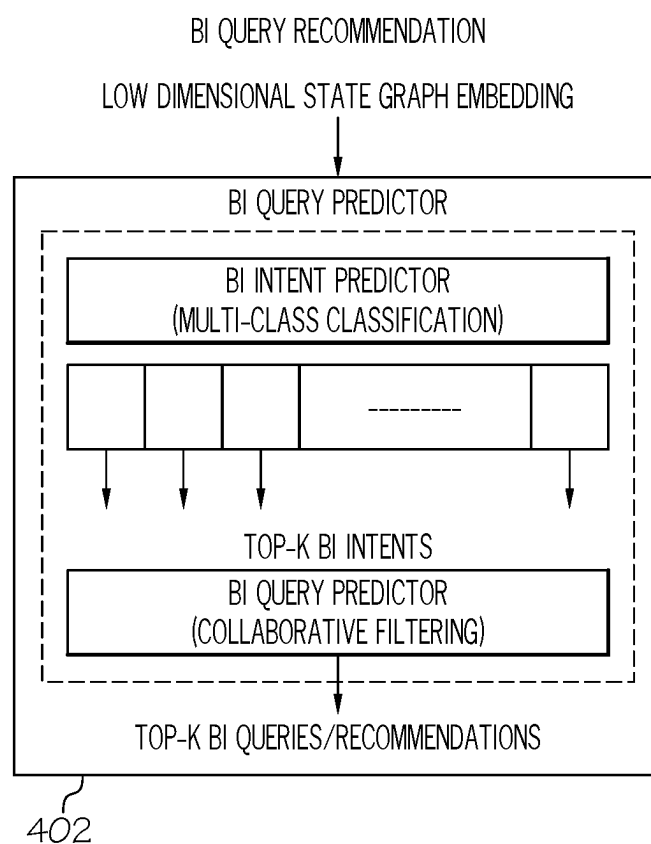 BI QUERY RECOMMENDATION
LOW DIMENSIONAL STATE GRAPH EMBEDDING
BI QUERY PREDICTOR
BI INTENT PREDICTOR
(MULTI-CLASS CLASSIFICATION)
TOP-K BI INTENTS
BI QUERY PREDICTOR
(COLLABORATIVE FILTERING)
TOP-K BI QUERIES/RECOMMENDATIONS
402